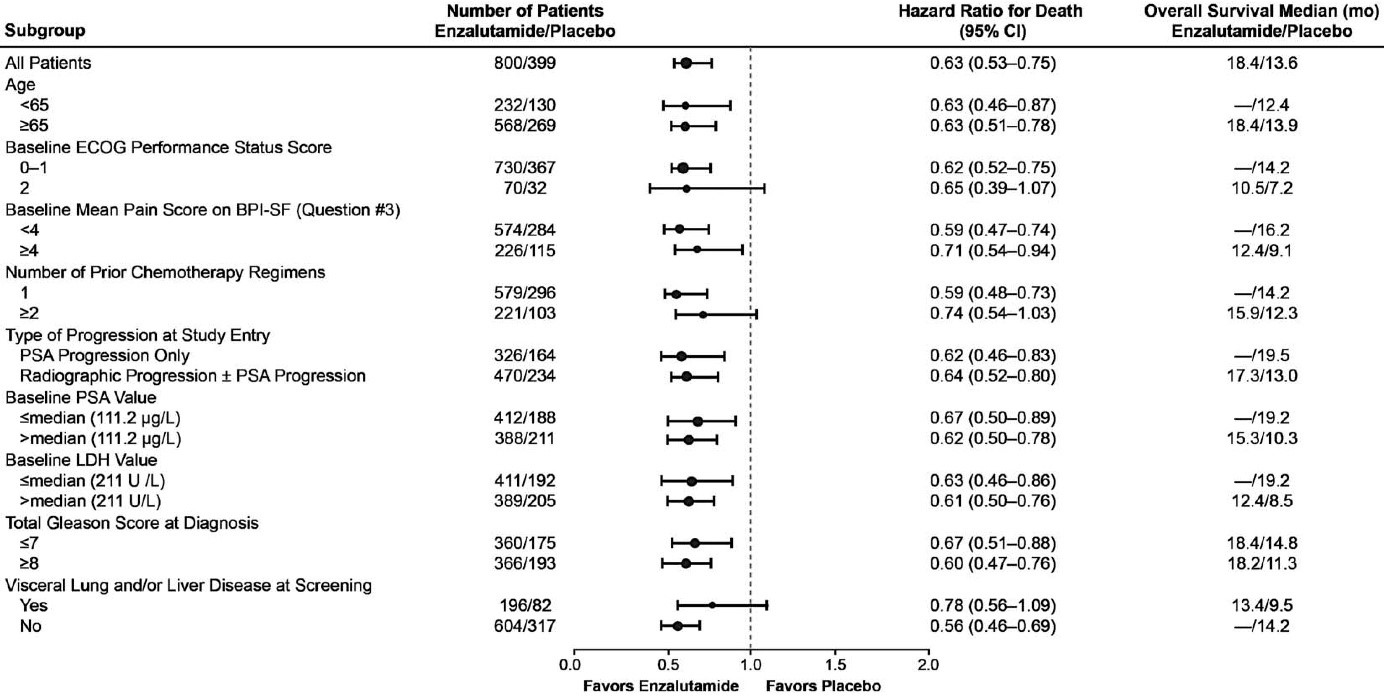 Number of Patients Hazard Ratio for Death Overall Survival Median (mo)
Subgroup Enzalutamide/Placebo (95% CI) Enzalutamide/Placebo
All Patients 800/399 0.63 (0.53–0.75) 18.4/13.6
Age
<65 232/130 0.63 (0.46–0.87) —/12.4
≥65 568/269 0.63 (0.51–0.78) 18.4/13.9
Baseline ECOG Performance Status Score
0–1 730/367 0.62 (0.52–0.75) —/14.2
2 70/32 0.65 (0.39–1.07) 10.5/7.2
Baseline Mean Pain Score on BPI-SF (Question #3)
<4 574/284 0.59 (0.47–0.74) —/16.2
≥4 226/115 0.71 (0.54–0.94) 12.4/9.1
Number of Prior Chemotherapy Regimens
1 579/296 0.59 (0.48–0.73) —/14.2
≥2 221/103 0.74 (0.54–1.03) 15.9/12.3
Type of Progression at Study Entry
PSA Progression Only 326/164 0.62 (0.46–0.83) —/19.5
Radiographic Progression ± PSA Progression 470/234 0.64 (0.52–0.80) 17.3/13.0
Baseline PSA Value
≤median (111.2 µg/L) 412/188 0.67 (0.50–0.89) —/19.2
>median (111.2 µg/L) 388/211 0.62 (0.50–0.78) 15.3/10.3
Baseline LDH Value
≤median (211 U /L) 411/192 0.63 (0.46–0.86) —/19.2
>median (211 U/L) 389/205 0.61 (0.50–0.76) 12.4/8.5
Total Gleason Score at Diagnosis
≤7 360/175 0.67 (0.51–0.88) 18.4/14.8
≥8 366/193 0.60 (0.47–0.76) 18.2/11.3
Visceral Lung and/or Liver Disease at Screening
Yes 196/82 0.78 (0.56–1.09) 13.4/9.5
No 604/317 0.56 (0.46–0.69) —/14.2
0.0 0.5 1.0 1.5 2.0
Favors Enzalutamide Favors Placebo